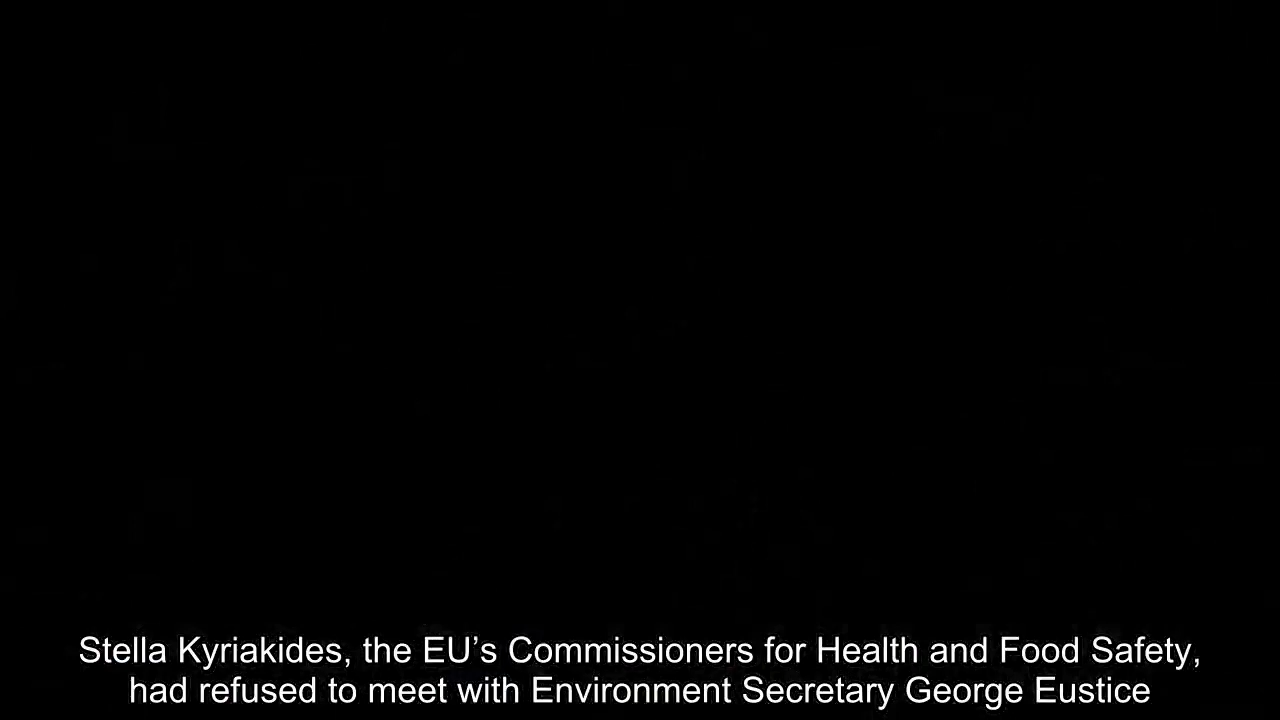 Stella Kyriakides, the EU’s Commissioners for Health and Food Safety,
had refused to meet with Environment Secretary George Eustice